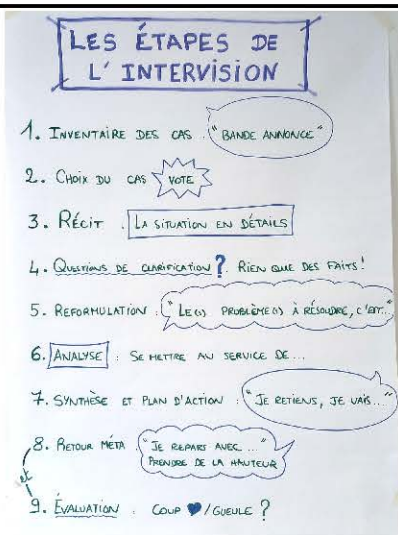 LES ÉTAPES DE
L'INTERVISION
1. INVENTAIRE DES CAS : "BANDE ANNONCE"
2. CHOIX DU CAS VOTE
3. RÉCIT : LA SITUATION EN DÉTAILS
4. QUESTIONS DE CLARIFICATION ? RIEN QUE DES FAITS !
5. REFORMULATION : "LE(S) PROBLÈME(S) À RÉSOUDRE, C'EST..."
6. ANALYSE : SE METTRE AU SERVICE DE...
7. SYNTHÈSE ET PLAN D'ACTION : "JE RETIENS, JE VAIS..."
8. RETOUR MÉTA "JE REPARS AVEC ..."
PRENDRE DE LA HAUTEUR
et
9. ÉVALUATION : COUP ♥/GUEULE ?